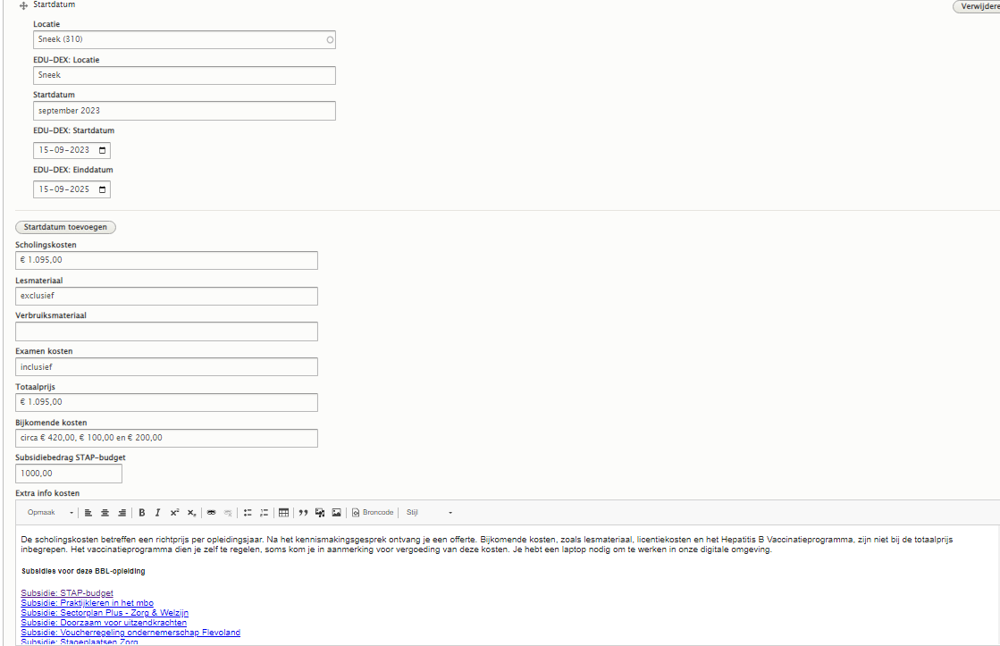 Startdatum
Verwijdere
Locatie
Sneek (310)
EDU-DEX: Locatie
Sneek
Startdatum
september 2023
EDU-DEX: Startdatum
15-09-2023
EDU-DEX: Einddatum
15-09-2025
Startdatum toevoegen
Scholingskosten
€ 1.095,00
Lesmateriaal
exclusief
Verbruiksmateriaal
Examen kosten
inclusief
Totaalprijs
€ 1.095,00
Bijkomende kosten
circa € 420,00, € 100,00 en € 200,00
Subsidiebedrag STAP-budget
1000,00
Extra info kosten
Opmaak B I x² xₓ Broncode Stijl
De scholingskosten betreffen een richtprijs per opleidingsjaar. Na het kennismakingsgesprek ontvang je een offerte. Bijkomende kosten, zoals lesmateriaal, licentiekosten en het Hepatitis B Vaccinatieprogramma, zijn niet bij de totaalprijs
inbegrepen. Het vaccinatieprogramma dien je zelf te regelen, soms kom je in aanmerking voor vergoeding van deze kosten. Je hebt een laptop nodig om te werken in onze digitale omgeving.
Subsidies voor deze BBL-opleiding
Subsidie: STAP-budget
Subsidie: Praktijkleren in het mbo
Subsidie: Sectorplan Plus - Zorg & Welzijn
Subsidie: Doorzaam voor uitzendkrachten
Subsidie: Voucherregeling ondernemerschap Flevoland
Subsidie: Stageplaatsen Zorg